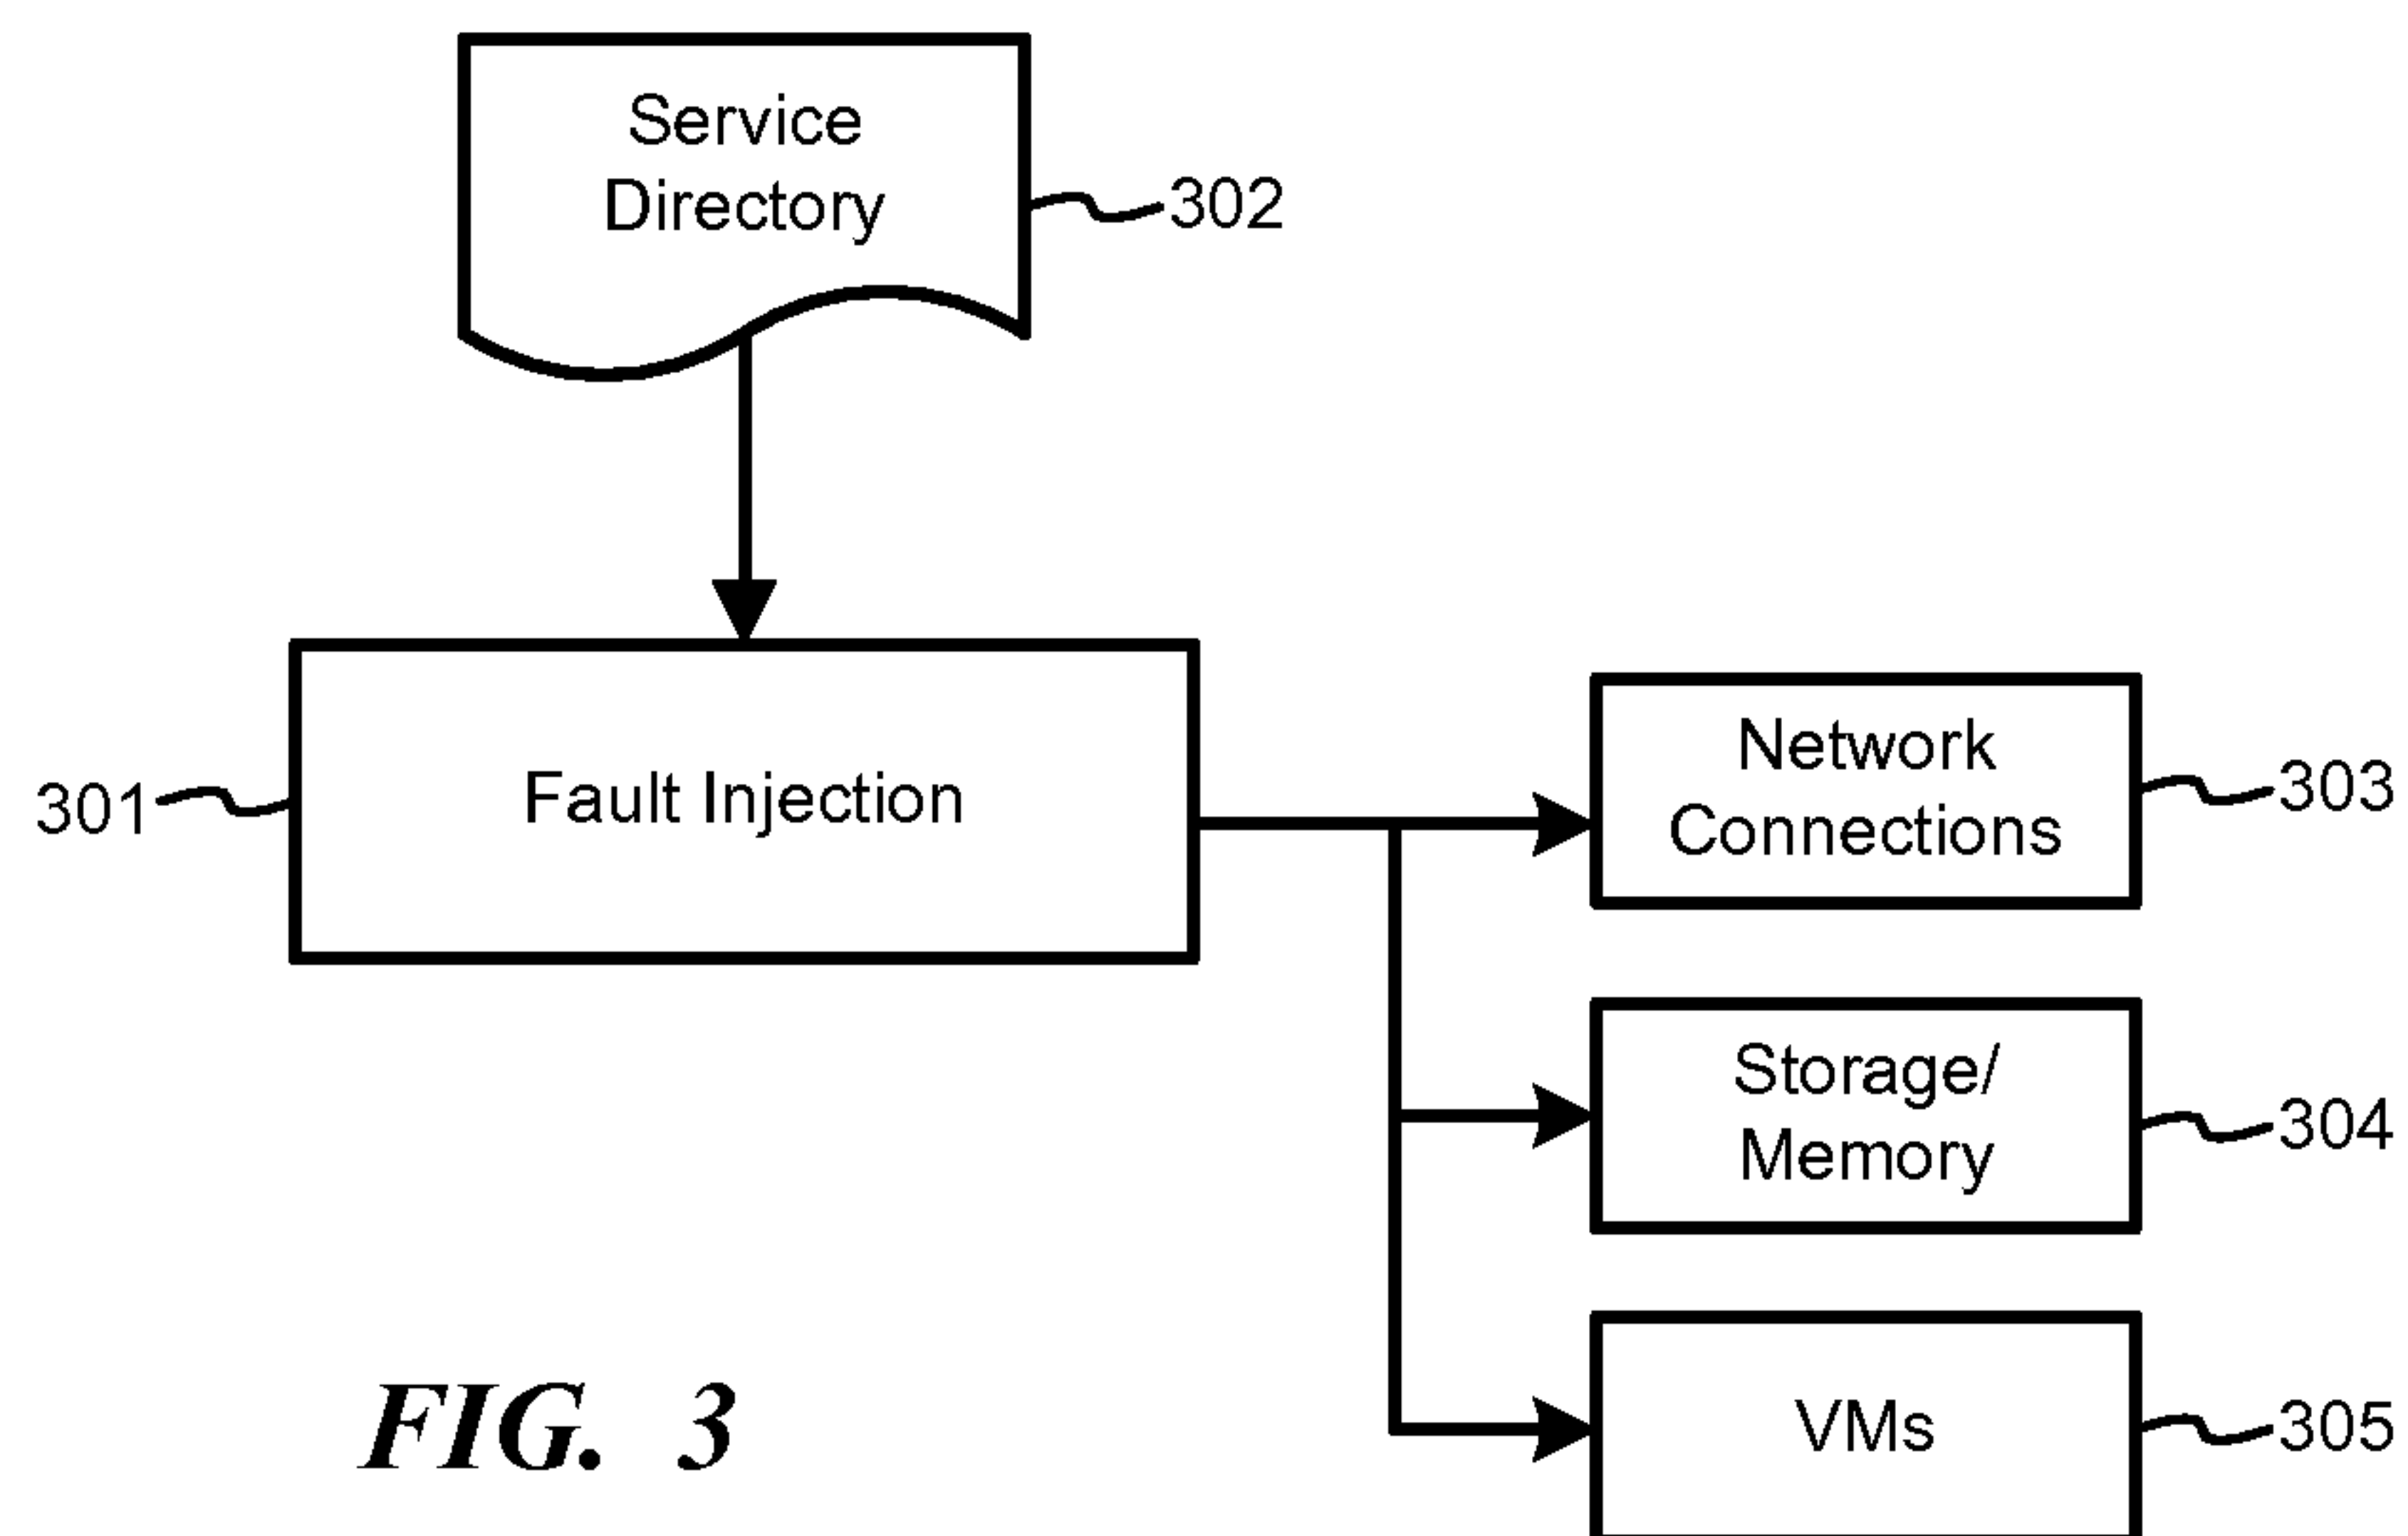 Service
Directory
302
301
Fault Injection
Network
Connections
303
Storage/
Memory
304
VMs
305
FIG. 3